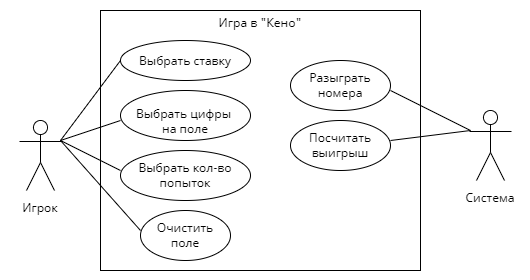 Игра в "Кено"
Выбрать ставку
Выбрать цифры
на поле
Выбрать кол-во
попыток
Очистить
поле
Разыграть
номера
Посчитать
выигрыш
Игрок
Система